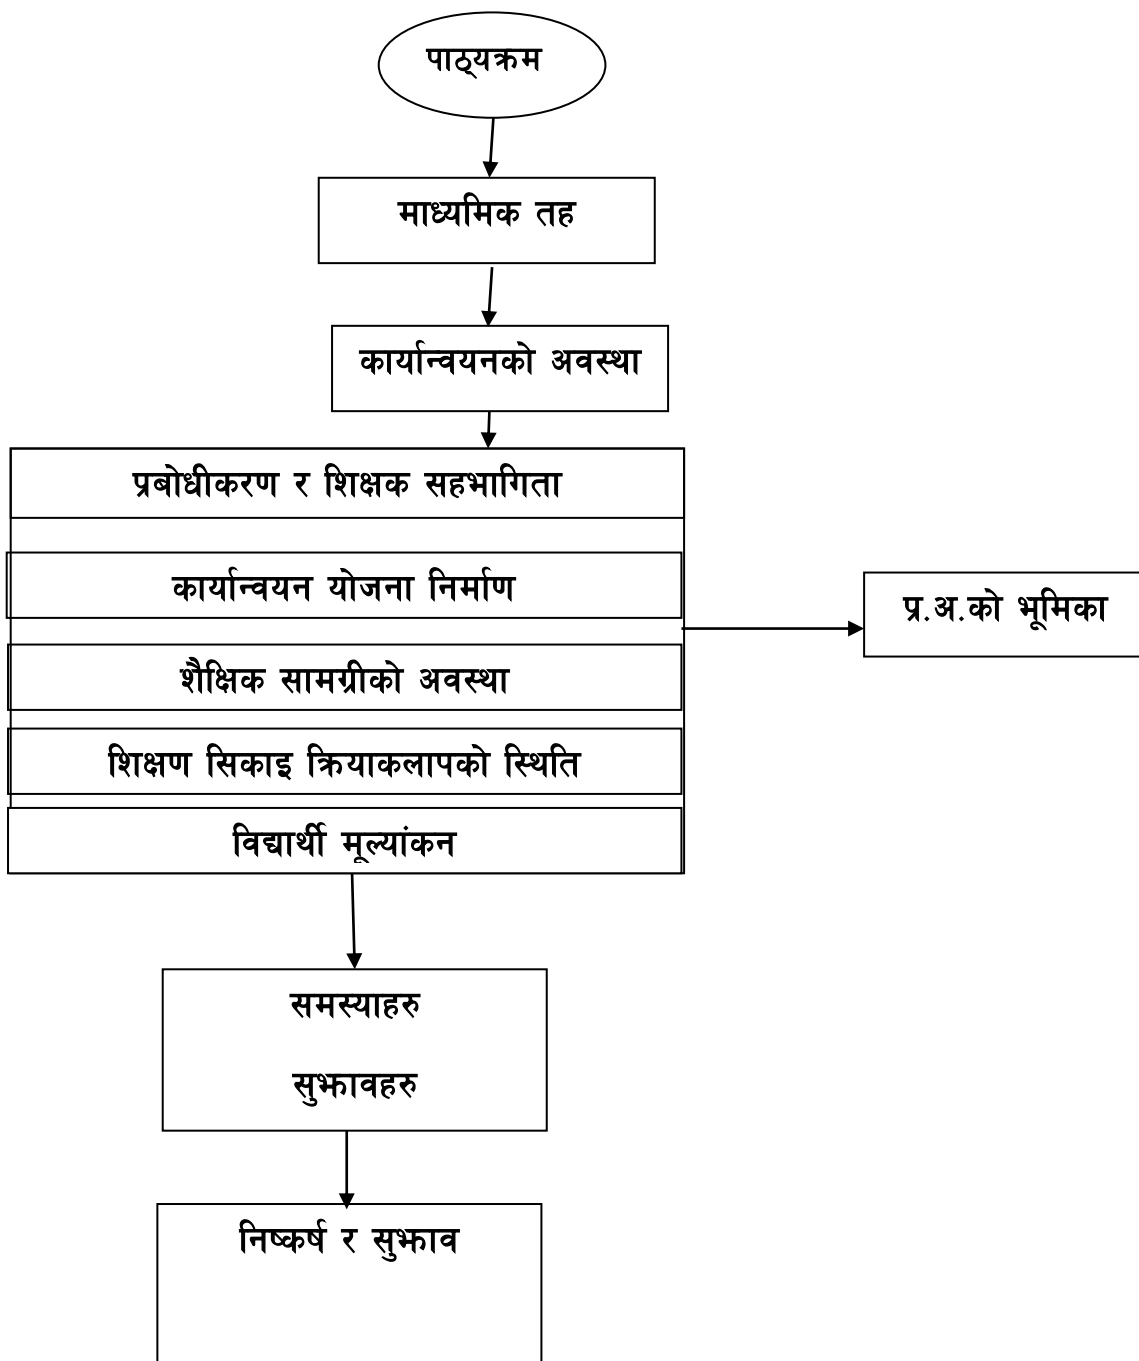 पाठ्यक्रम
माध्यमिक तह
कार्यान्वयनको अवस्था
प्रबोधीकरण र शिक्षक सहभागिता
कार्यान्वयन योजना निर्माण
प्र.अ.को भूमिका
शैक्षिक सामग्रीको अवस्था
शिक्षण सिकाइ क्रियाकलापको स्थिति
विद्यार्थी मूल्यांकन
समस्याहरु
सुझावहरु
निष्कर्ष र सुझाव